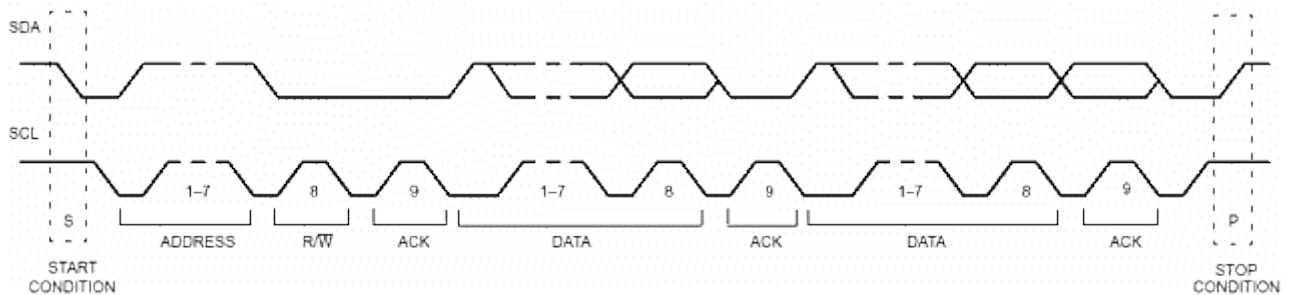 SDA
SCL
1–7 8 9 1–7 8 9 1–7 8 9
S P
ADDRESS R/W̅ ACK DATA ACK DATA ACK
START
CONDITION
STOP
CONDITION